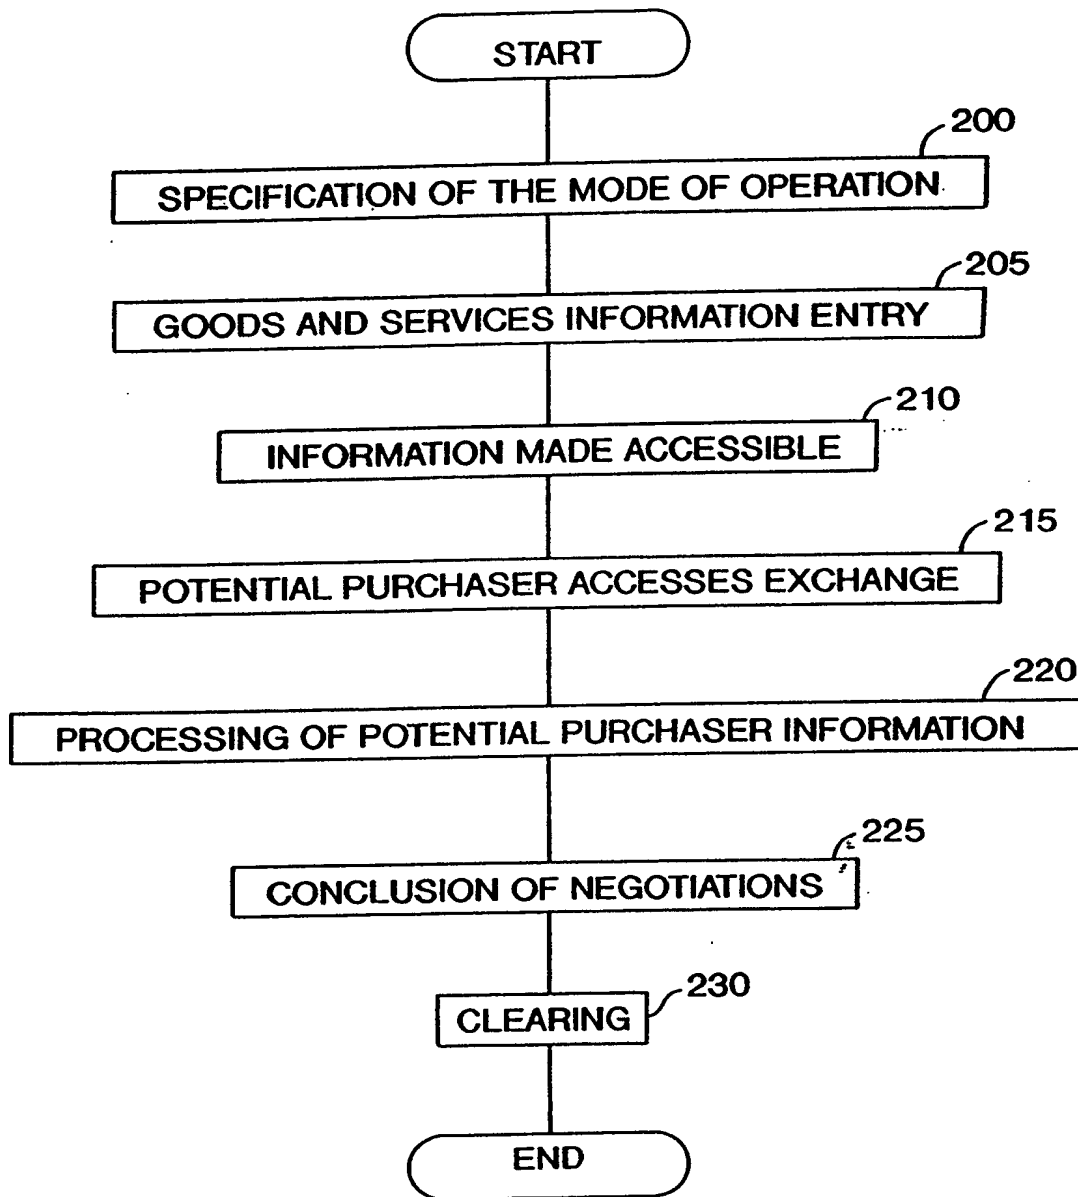 START
200
SPECIFICATION OF THE MODE OF OPERATION
205
GOODS AND SERVICES INFORMATION ENTRY
210
INFORMATION MADE ACCESSIBLE
215
POTENTIAL PURCHASER ACCESSES EXCHANGE
220
PROCESSING OF POTENTIAL PURCHASER INFORMATION
225
CONCLUSION OF NEGOTIATIONS
230
CLEARING
END